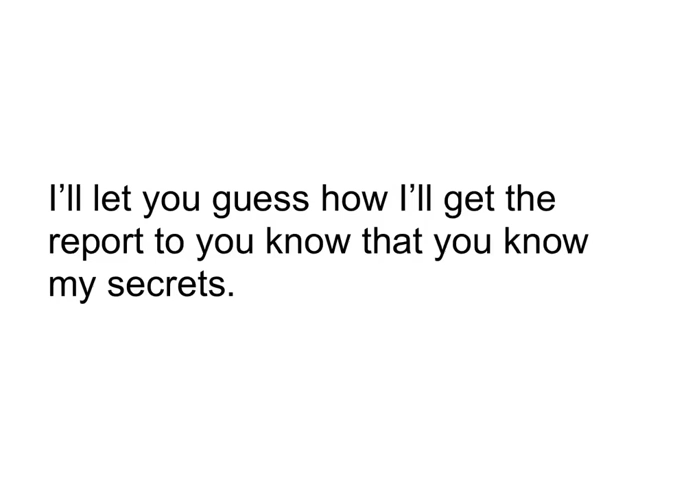 I’ll let you guess how I’ll get the
report to you know that you know
my secrets.